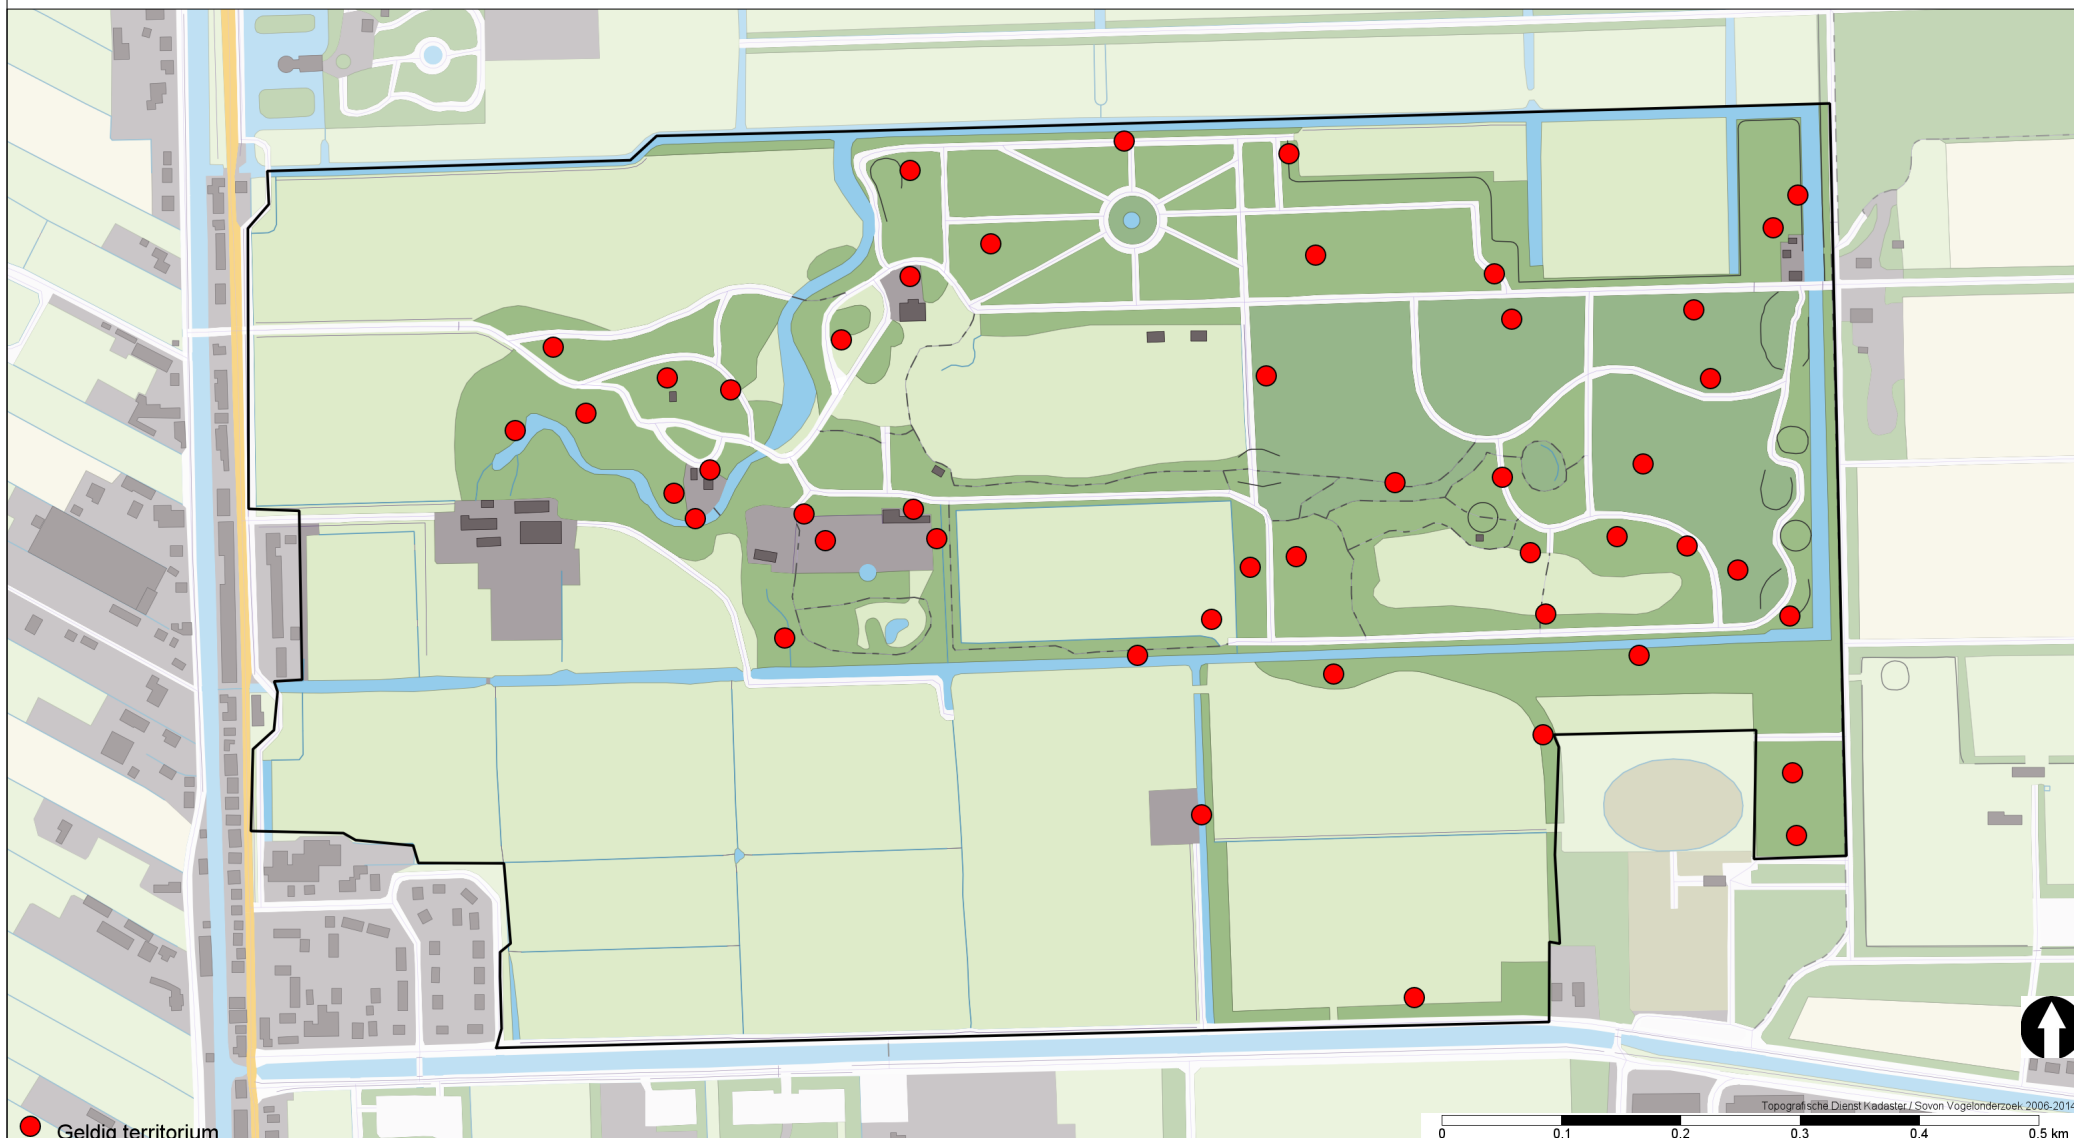 Topografische Dienst Kadaster / Sovon Vogelonderzoek 2006-2014
Geldig territorium
0 0.1 0.2 0.3 0.4 0.5 km